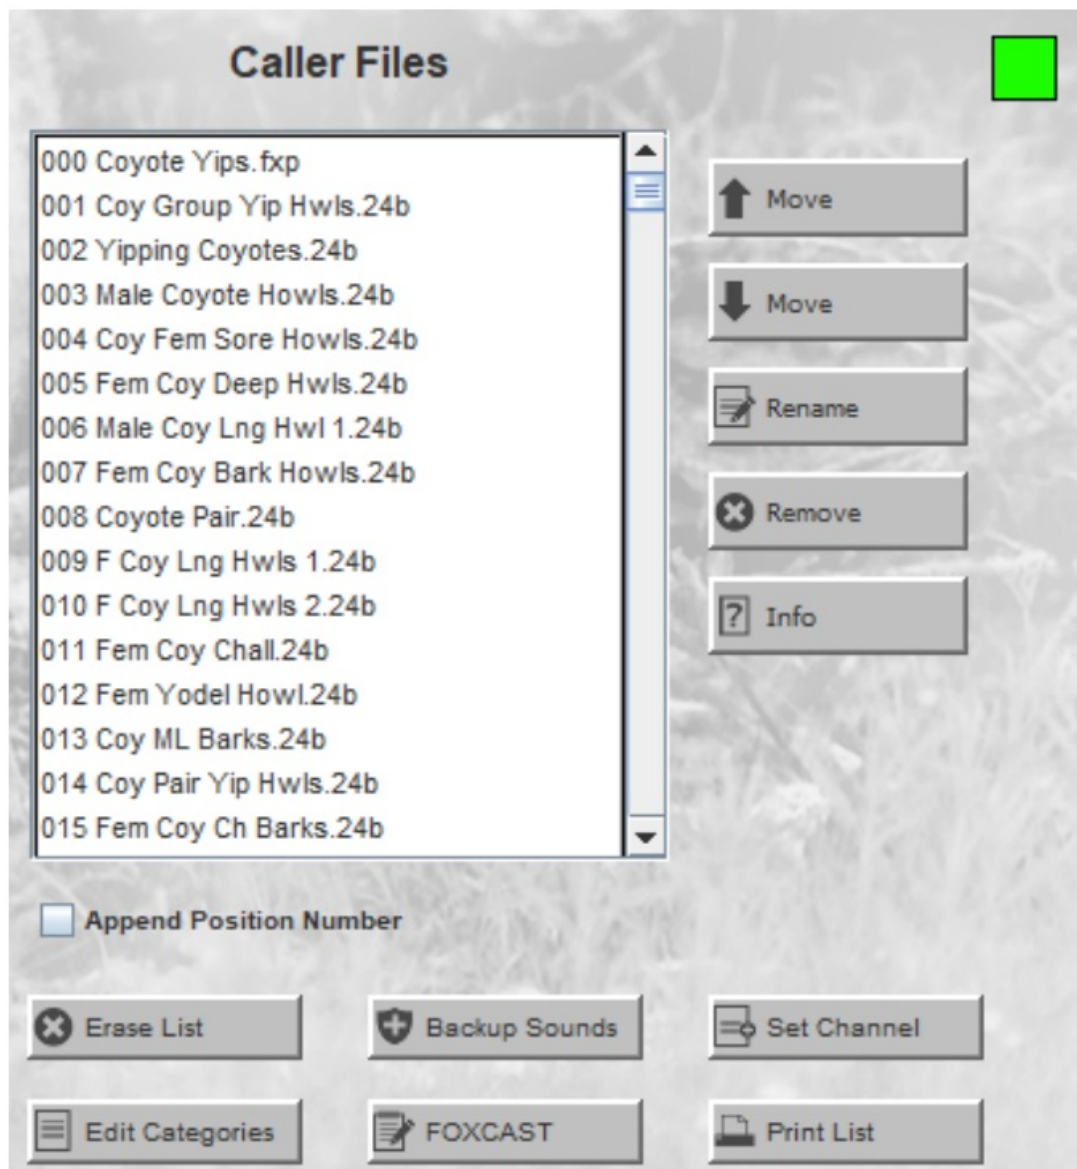 Caller Files
000 Coyote Yips.fxp
001 Coy Group Yip Hwls.24b
002 Yipping Coyotes.24b
003 Male Coyote Howls.24b
004 Coy Fem Sore Howls.24b
005 Fem Coy Deep Hwls.24b
006 Male Coy Lng Hwl 1.24b
007 Fem Coy Bark Howls.24b
008 Coyote Pair.24b
009 F Coy Lng Hwls 1.24b
010 F Coy Lng Hwls 2.24b
011 Fem Coy Chall.24b
012 Fem Yodel Howl.24b
013 Coy ML Barks.24b
014 Coy Pair Yip Hwls.24b
015 Fem Coy Ch Barks.24b
Move
Move
Rename
Remove
Info
Append Position Number
Erase List
Backup Sounds
Set Channel
Edit Categories
FOXCAST
Print List